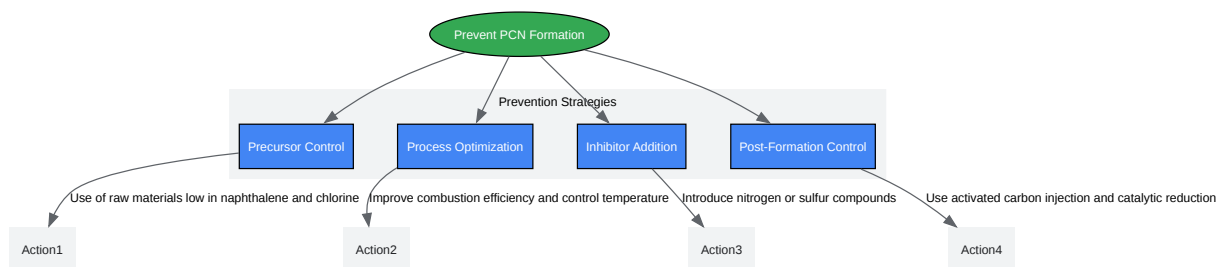 Prevent PCN Formation
Prevention Strategies
Precursor Control
Process Optimization
Inhibitor Addition
Post-Formation Control
Use of raw materials low in naphthalene and chlorine
Improve combustion efficiency and control temperature
Introduce nitrogen or sulfur compounds
Use activated carbon injection and catalytic reduction
Action1
Action2
Action3
Action4